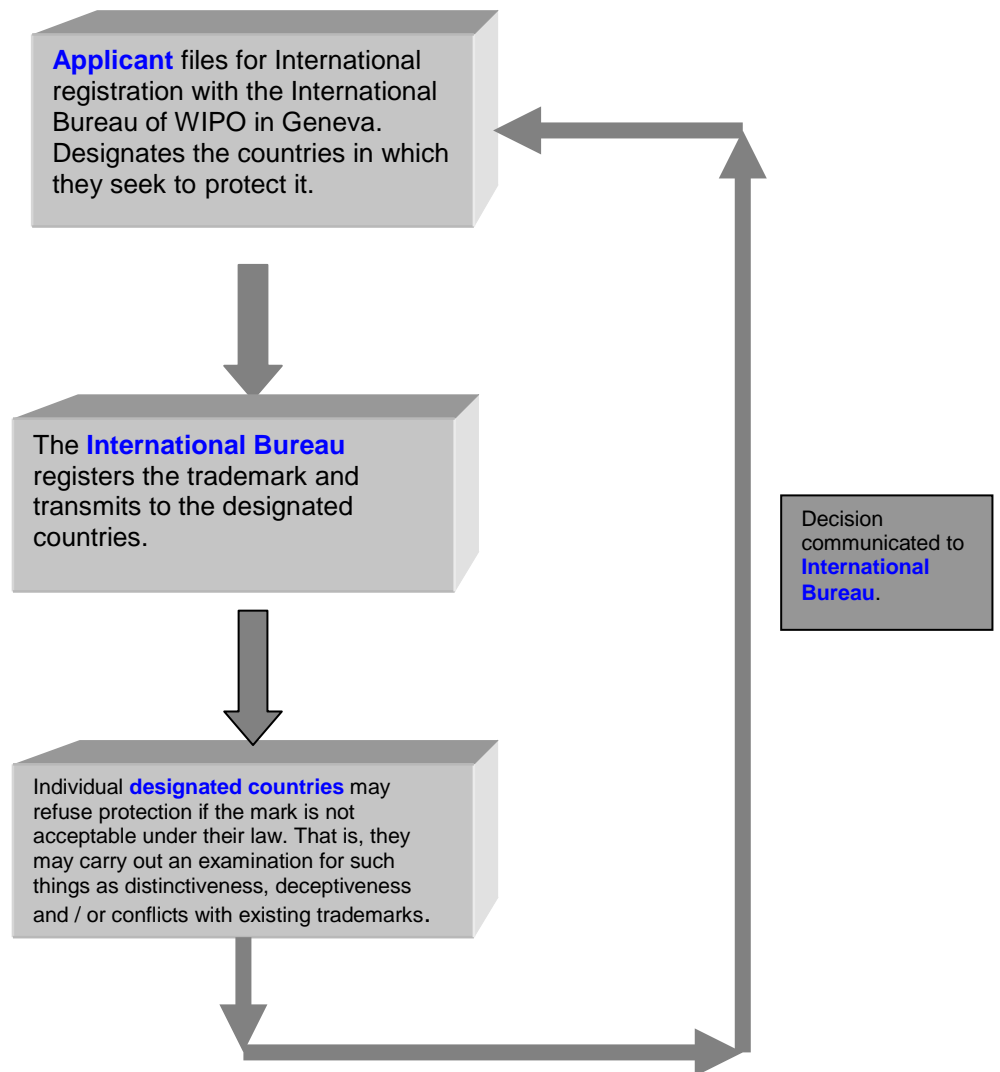 Applicant files for International
registration with the International
Bureau of WIPO in Geneva.
Designates the countries in which
they seek to protect it.
The International Bureau
registers the trademark and
transmits to the designated
countries.
Decision
communicated to
International
Bureau.
Individual designated countries may
refuse protection if the mark is not
acceptable under their law. That is, they
may carry out an examination for such
things as distinctiveness, deceptiveness
and / or conflicts with existing trademarks.